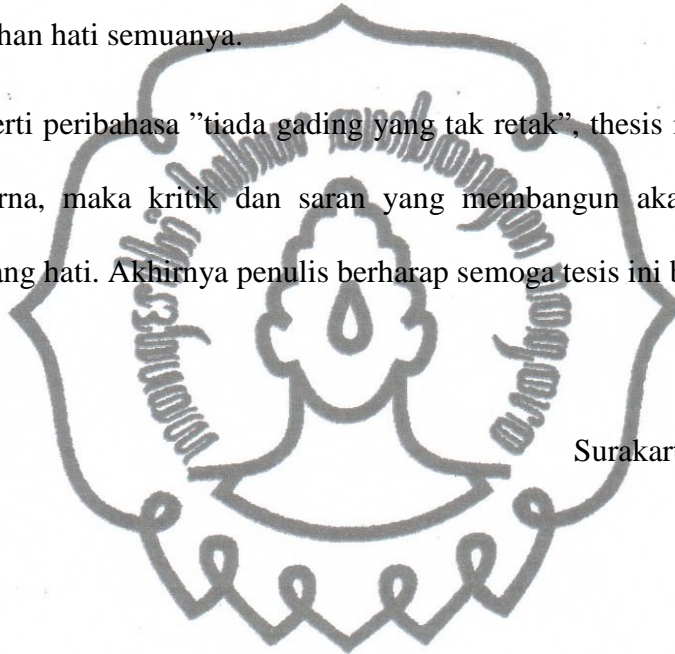 han hati semuanya.
erti peribahasa ”tiada gading yang tak retak”, thesis
rna, maka kritik dan saran yang membangun aka
ang hati. Akhirnya penulis berharap semoga tesis ini b
Surakar